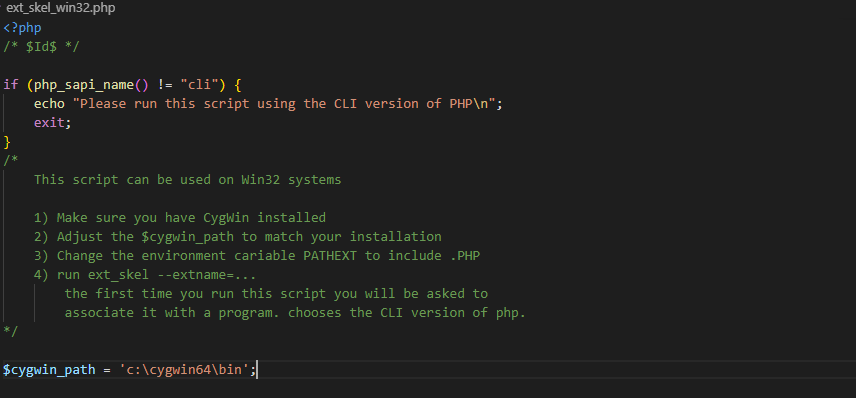 ext_skel_win32.php
<?php
/* $Id$ */
if (php_sapi_name() != "cli") {
echo "Please run this script using the CLI version of PHP\n";
exit;
}
/*
This script can be used on Win32 systems
1) Make sure you have CygWin installed
2) Adjust the $cygwin_path to match your installation
3) Change the environment cariable PATHEXT to include .PHP
4) run ext_skel --extname=...
the first time you run this script you will be asked to
associate it with a program. chooses the CLI version of php.
*/
$cygwin_path = 'c:\cygwin64\bin';